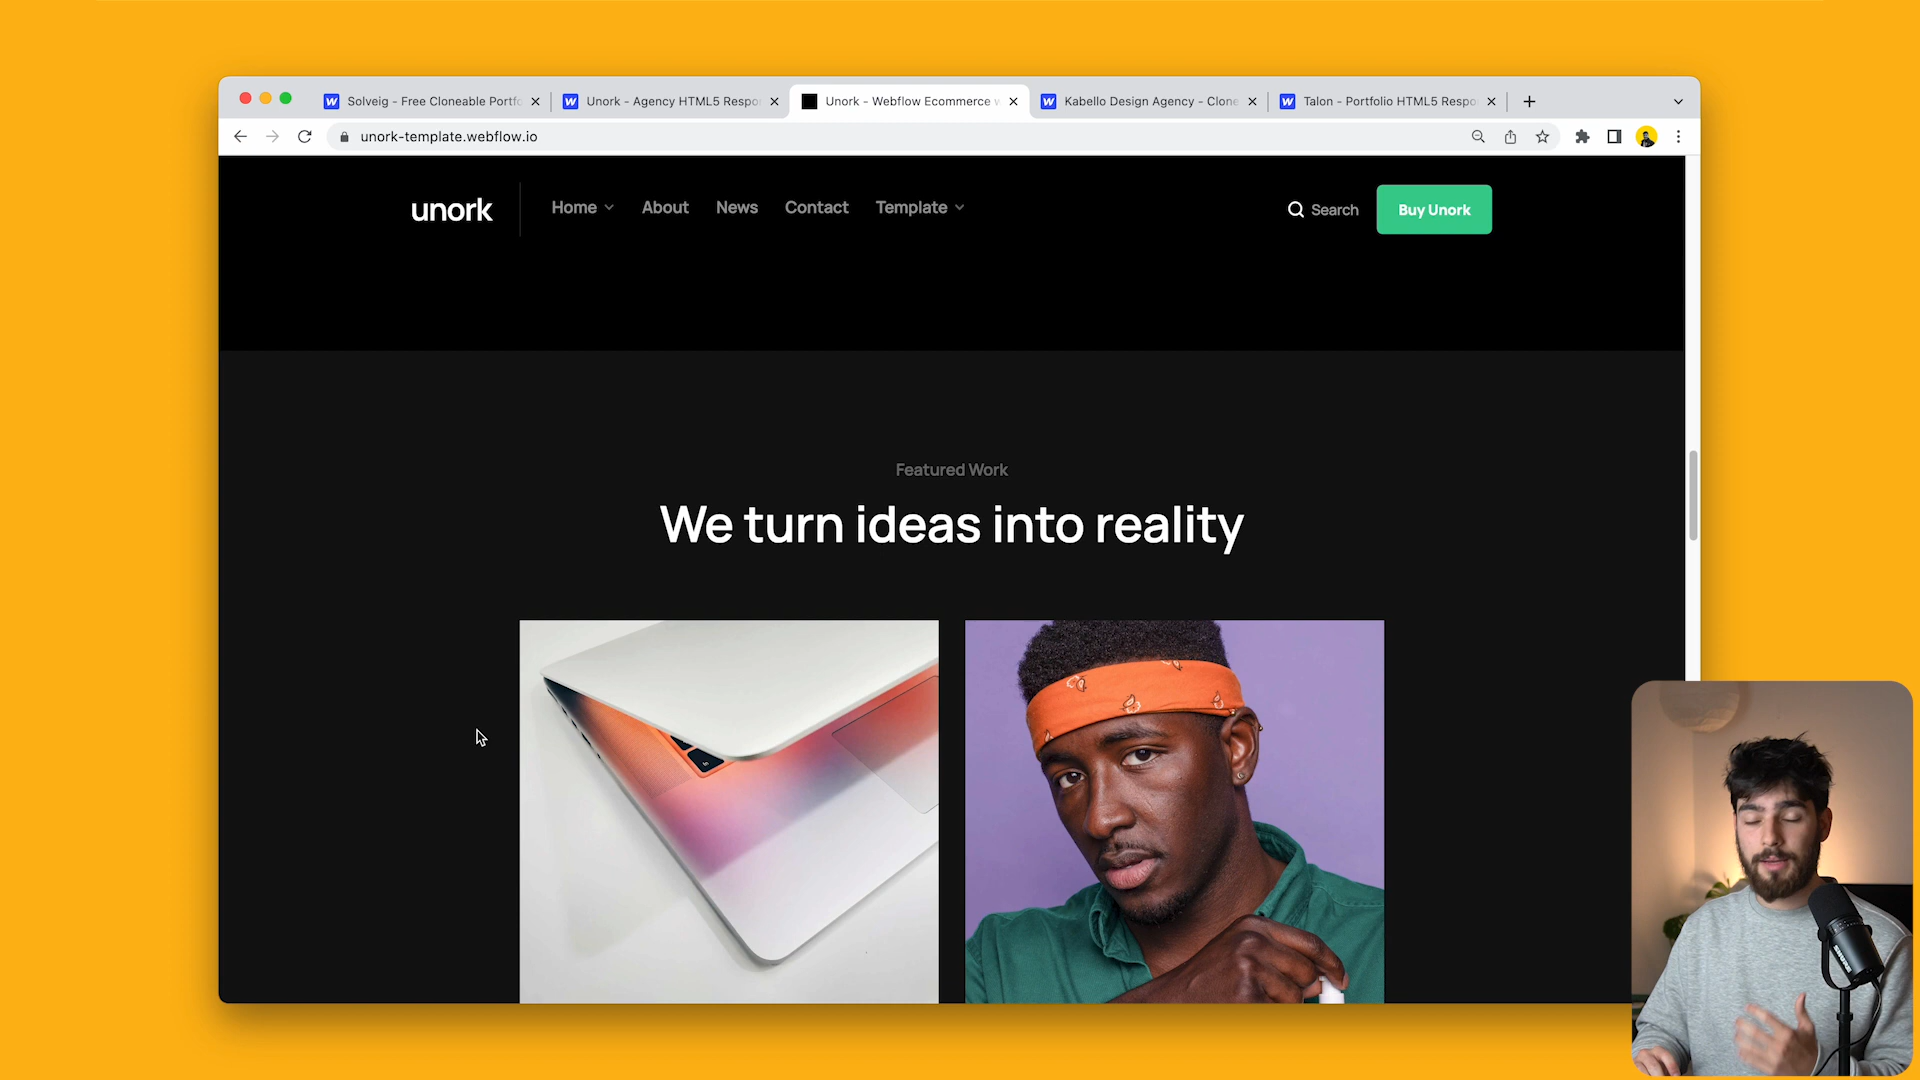 Solveig - Free Cloneable Portfo
Unork - Agency HTML5 Respo
Unork - Webflow Ecommerce w
Kabello Design Agency - Clone
Talon - Portfolio HTML5 Respo
unork-template.webflow.io
unork
Home
About
News
Contact
Template
Search
Buy Unork
Featured Work
We turn ideas into reality
fn
SHURE